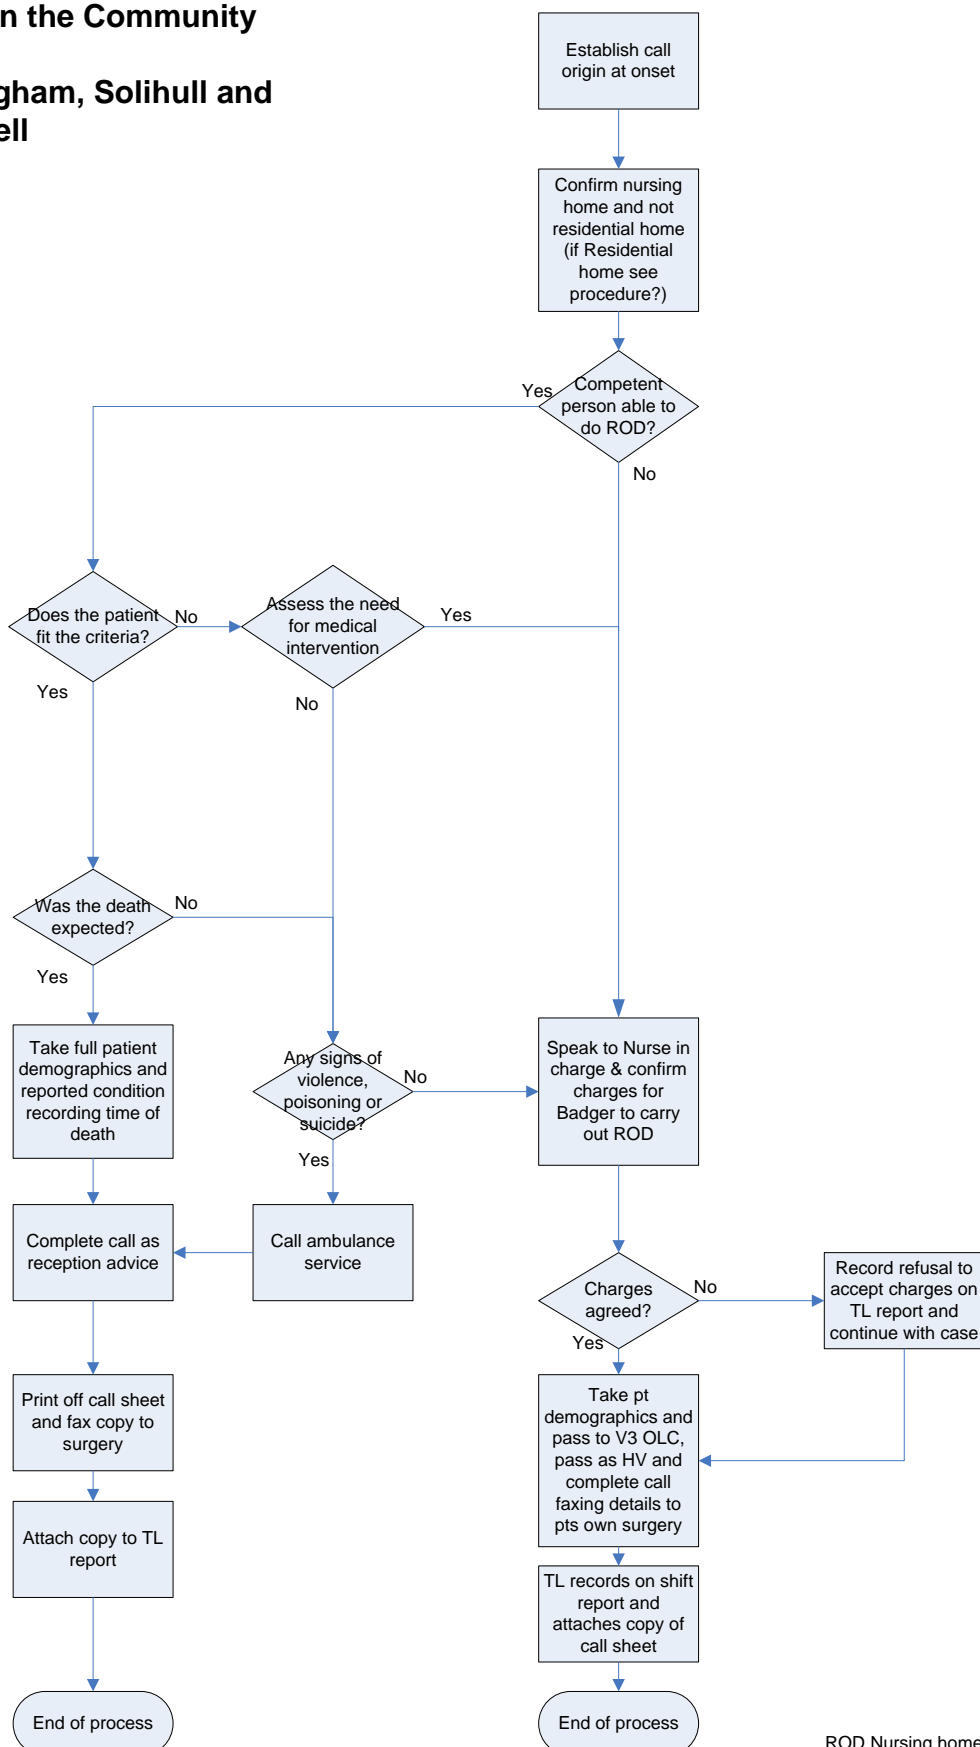 n the Community
gham, Solihull and
ell
Establish call
origin at onset
Confirm nursing
home and not
residential home
(if Residential
home see
procedure?)
Yes
Competent
person able to
do ROD?
No
Does the patient
fit the criteria?
No
Assess the need
for medical
intervention
Yes
Yes
No
Was the death
expected?
No
Yes
Take full patient
demographics and
reported condition
recording time of
death
Any signs of
violence,
poisoning or
suicide?
No
Speak to Nurse in
charge & confirm
charges for
Badger to carry
out ROD
Yes
Complete call as
reception advice
Call ambulance
service
Charges
agreed?
No
Record refusal to
accept charges on
TL report and
continue with case
Yes
Print off call sheet
and fax copy to
surgery
Take pt
demographics and
pass to V3 OLC,
pass as HV and
complete call
faxing details to
pts own surgery
Attach copy to TL
report
TL records on shift
report and
attaches copy of
call sheet
End of process
End of process
ROD Nursing home